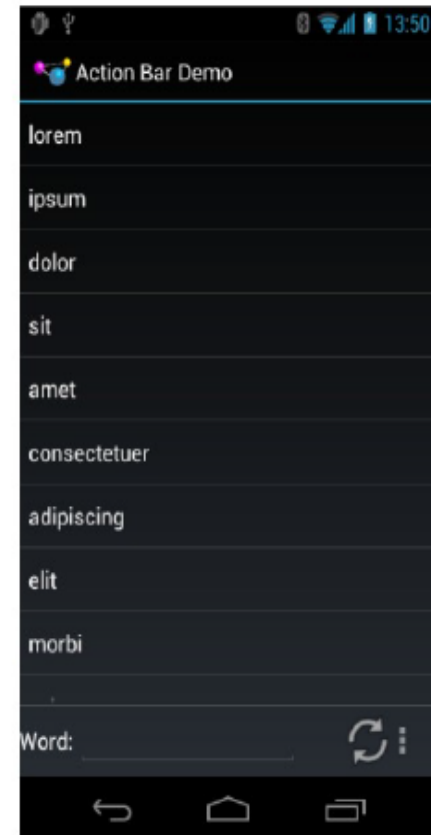 13:50
Action Bar Demo
lorem
ipsum
dolor
sit
amet
consectetuer
adipiscing
elit
morbi
Word: